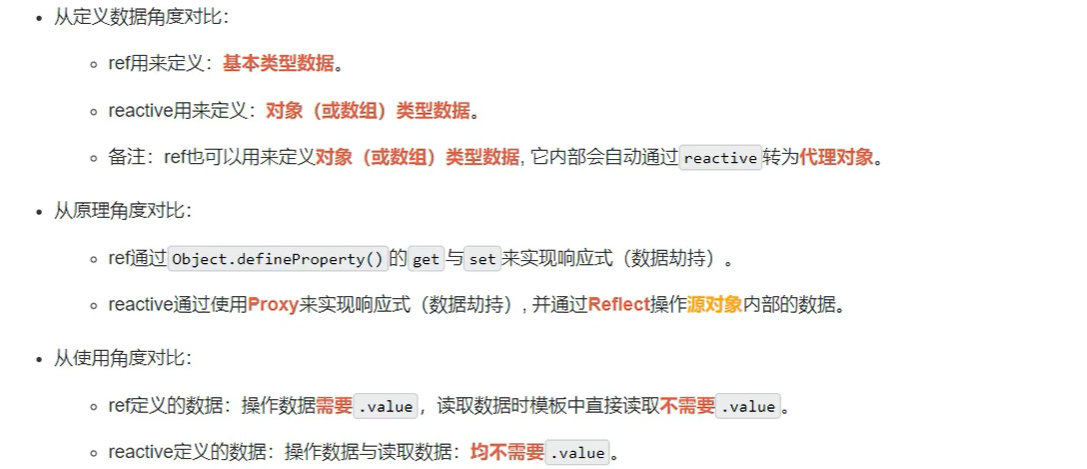 从定义数据角度对比：
ref用来定义：基本类型数据。
reactive用来定义：对象（或数组）类型数据。
备注：ref也可以用来定义对象（或数组）类型数据, 它内部会自动通过reactive转为代理对象。
从原理角度对比：
ref通过Object.defineProperty()的get与set来实现响应式（数据劫持）。
reactive通过使用Proxy来实现响应式（数据劫持）, 并通过Reflect操作源对象内部的数据。
从使用角度对比：
ref定义的数据：操作数据需要.value，读取数据时模板中直接读取不需要.value。
reactive定义的数据：操作数据与读取数据：均不需要.value。